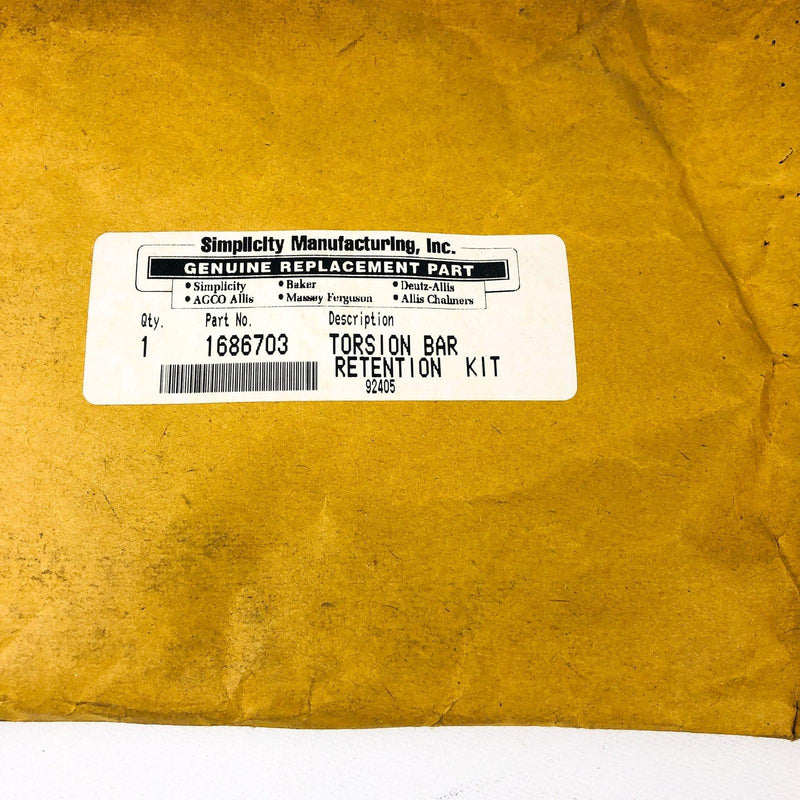 Simplicity Manufacturing, Inc.
GENUINE REPLACEMENT PART
• Simplicity • Baker • Deutz-Allis
• AGCO Allis • Massey Ferguson • Allis Chalmers
Qty. Part No. Description
1 1686703 TORSION BAR
RETENTION KIT
92405